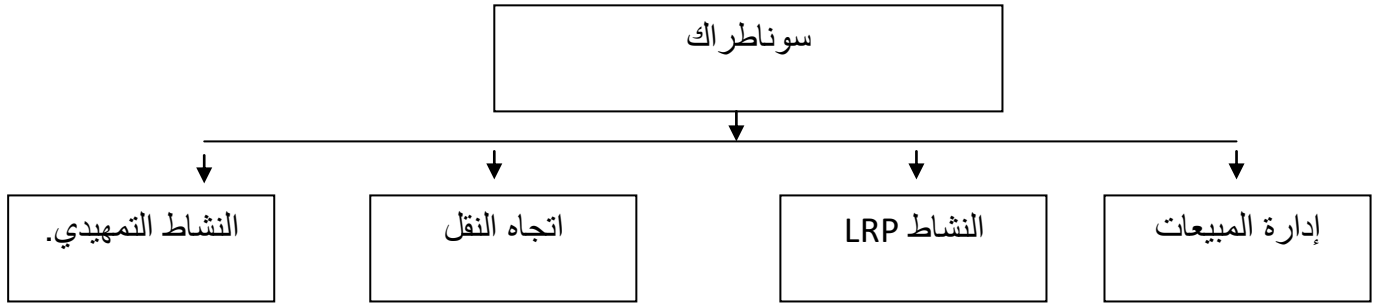 سوناطراك
إدارة المبيعات
النشاط LRP
اتجاه النقل
النشاط التمهيدي.